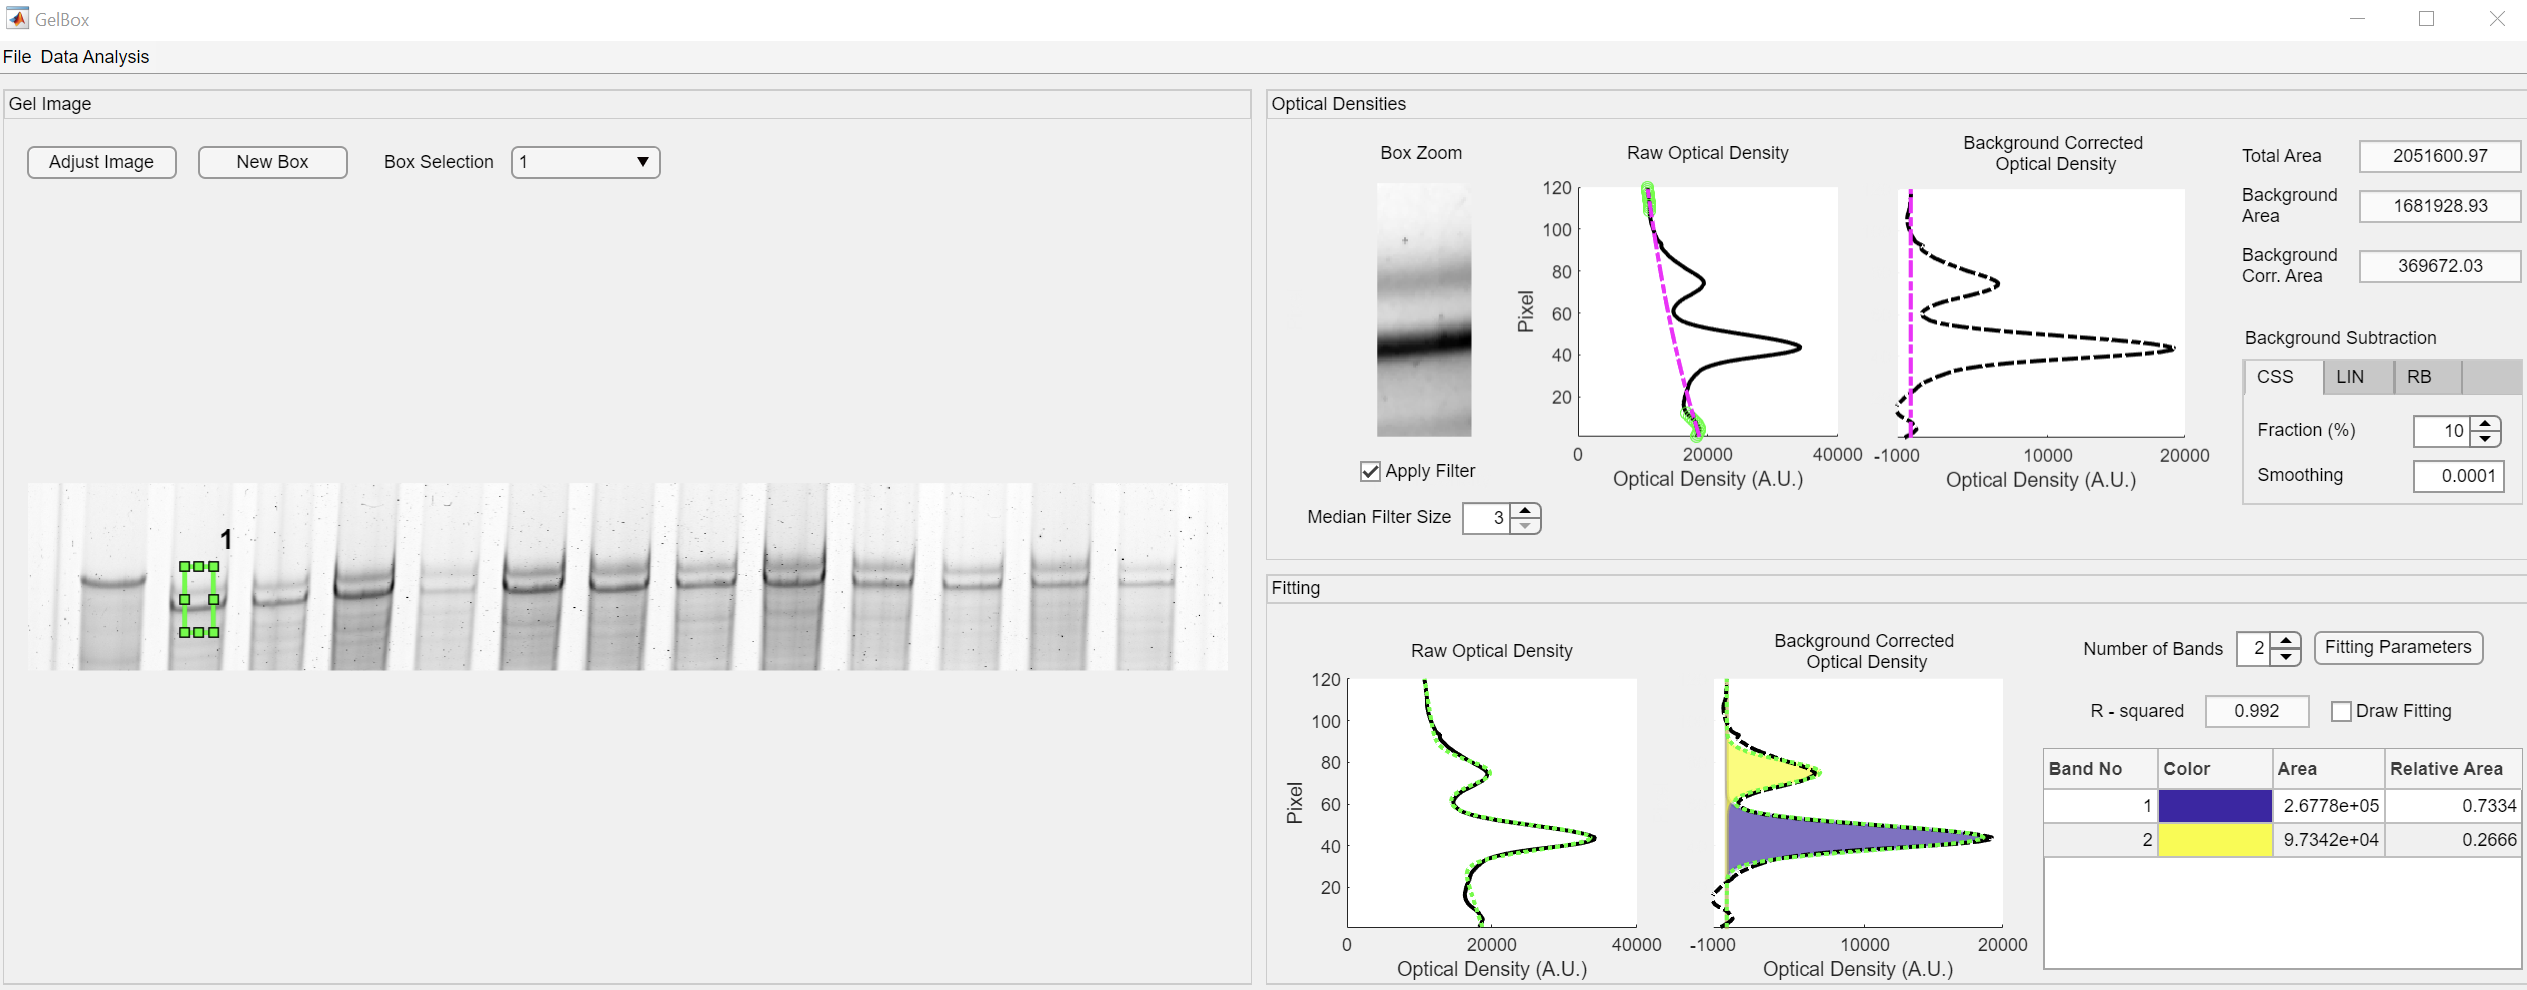 GelBox
File Data Analysis
Gel Image
Adjust Image
New Box
Box Selection
1
1
Optical Densities
Box Zoom
Apply Filter
Median Filter Size
3
Raw Optical Density
Pixel
120
100
80
60
40
20
0
20000
40000
Optical Density (A.U.)
Background Corrected
Optical Density
-1000
10000
20000
Optical Density (A.U.)
Total Area
2051600.97
Background
Area
1681928.93
Background
Corr. Area
369672.03
Background Subtraction
CSS
LIN
RB
Fraction (%)
10
Smoothing
0.0001
Fitting
Raw Optical Density
Pixel
120
100
80
60
40
20
0
20000
40000
Optical Density (A.U.)
Background Corrected
Optical Density
-1000
10000
20000
Optical Density (A.U.)
Number of Bands
2
Fitting Parameters
R - squared
0.992
Draw Fitting
Band No Color Area Relative Area
1 2.6778e+05 0.7334
2 9.7342e+04 0.2666